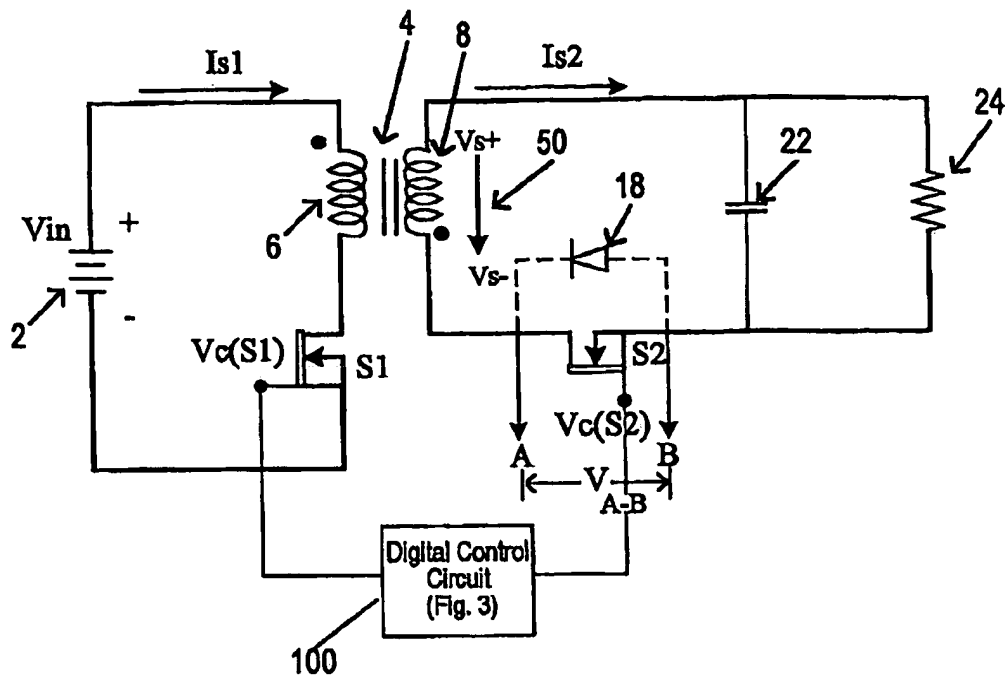 4
8
Is1
Is2
24
Vs+
50
22
18
Vin
+
6
Vs-
2
-
Vc(S1)
S1
S2
Vc(S2)
A
B
V
A-B
Digital Control
Circuit
(Fig. 3)
100